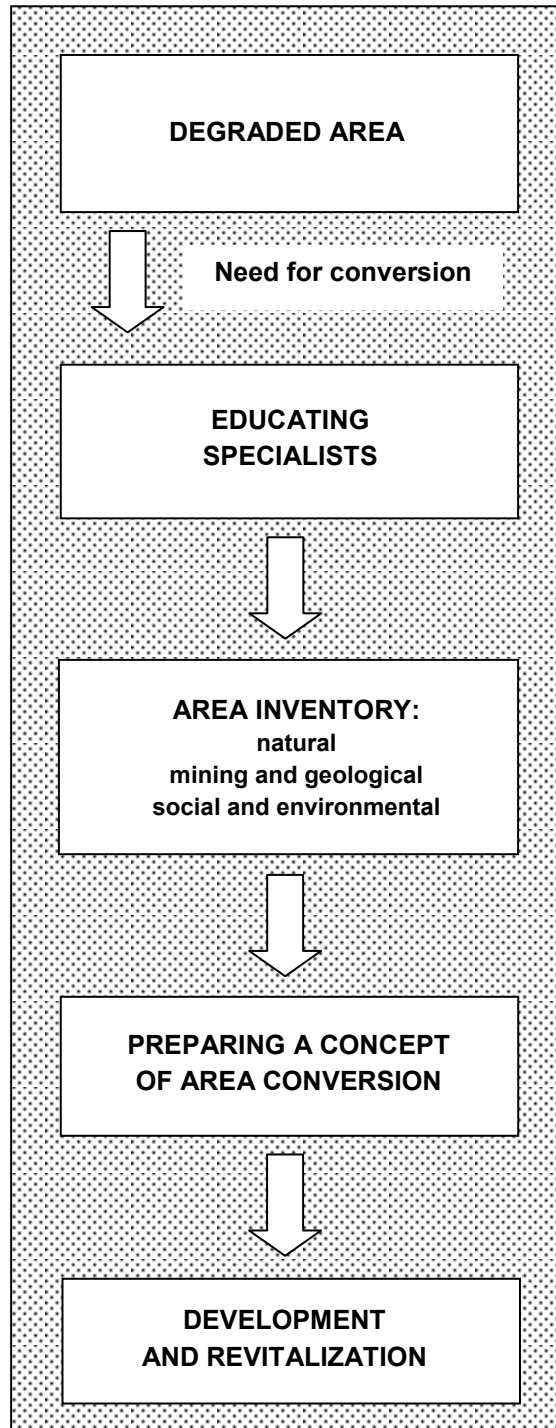 DEGRADED AREA
Need for conversion
EDUCATING
SPECIALISTS
AREA INVENTORY:
natural
mining and geological
social and environmental
PREPARING A CONCEPT
OF AREA CONVERSION
DEVELOPMENT
AND REVITALIZATION